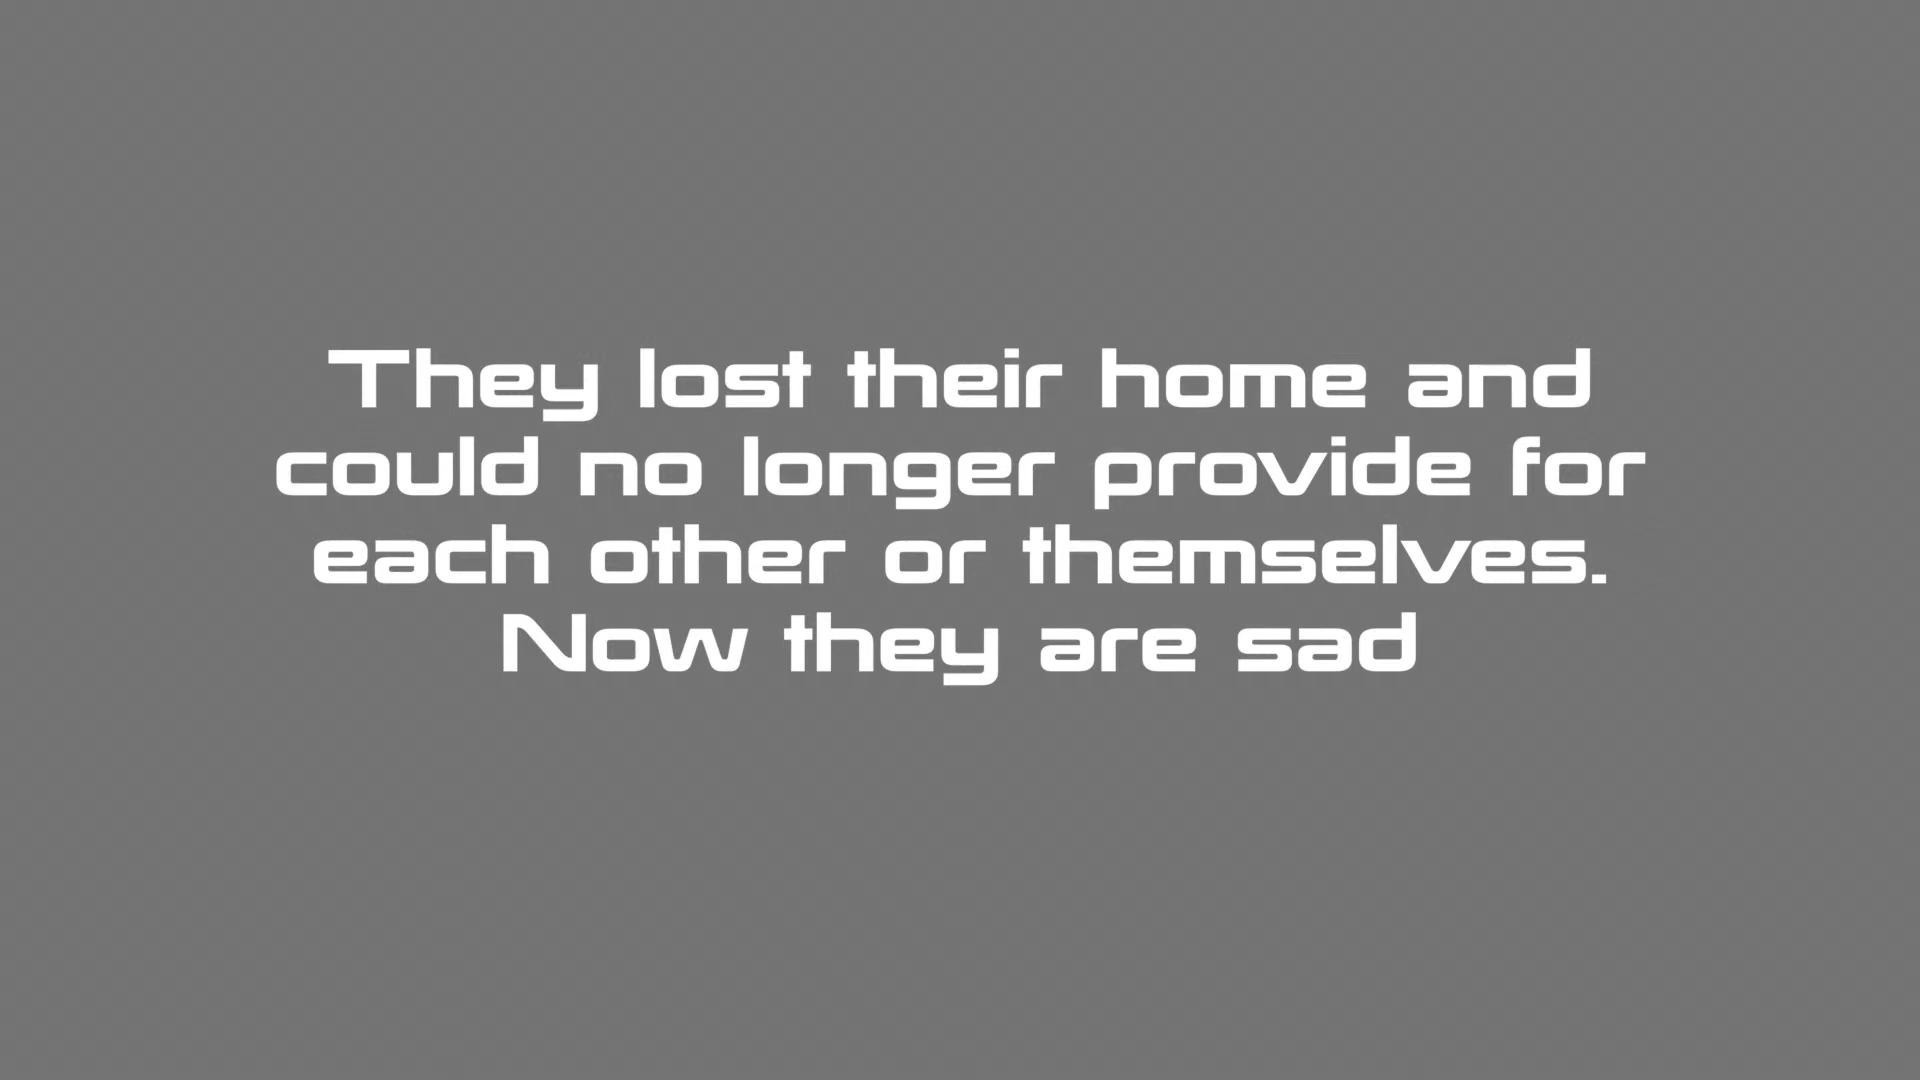 They lost their home and
could no longer provide for
each other or themselves.
Now they are sad